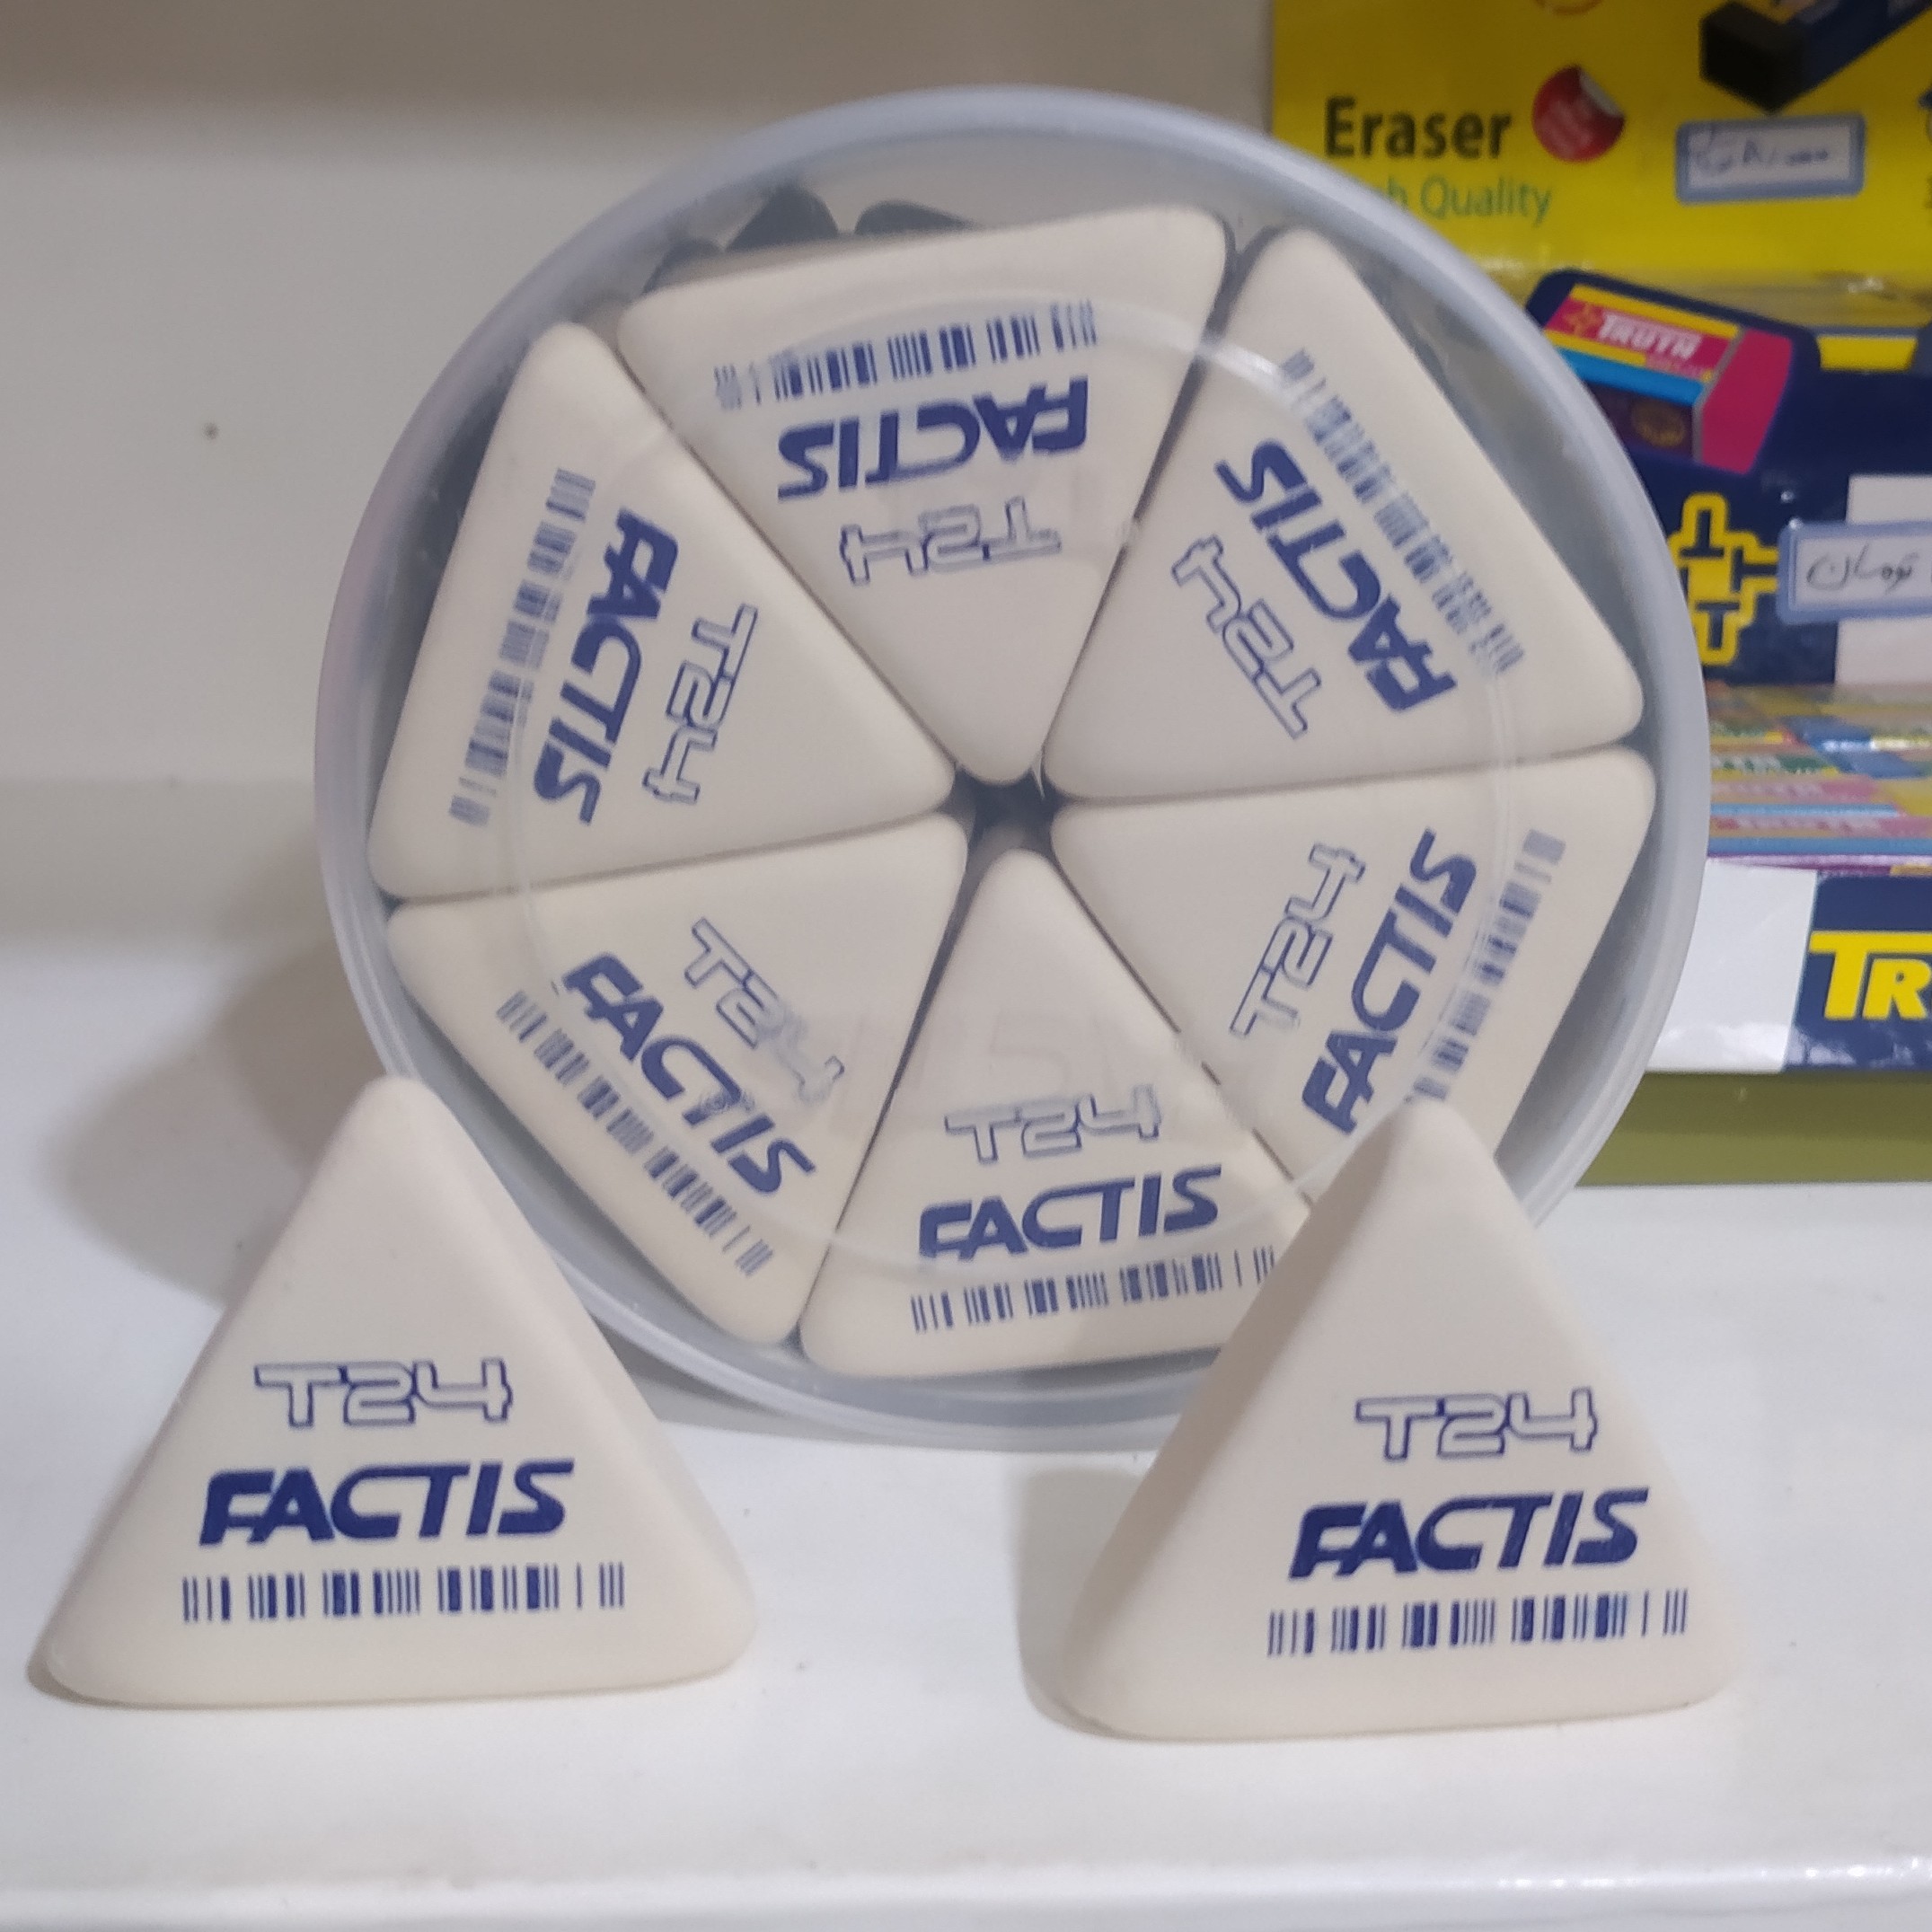 Eraser
Quality
TRUTH
تومان
TR
FACTIS
T24
FACTIS
T24
T24
FACTIS
T24
FACTIS
T24
FACTIS
T24
FACTIS
T24
FACTIS
T24
FACTIS